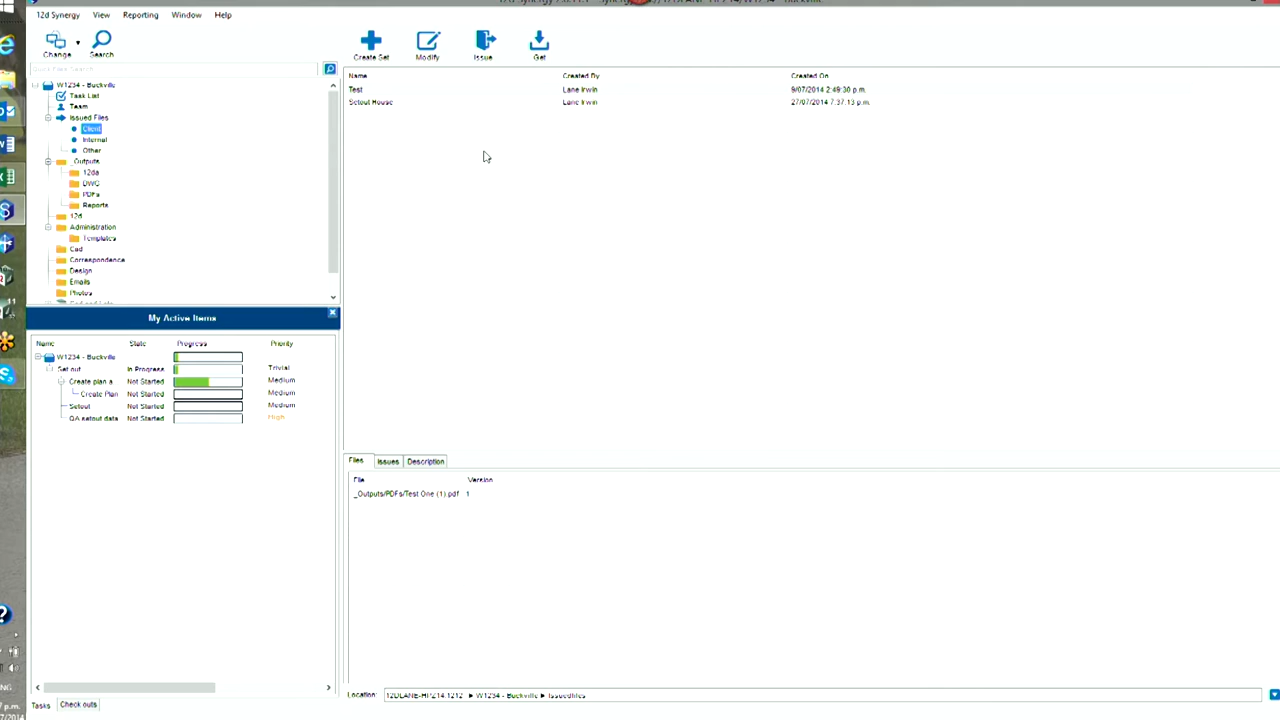 12d Synergy View Reporting Window Help
Change Search Create Set Modify Issue Get
Name Created By Created On
W1234 - Buckville
Test Lane Irwin 9/07/2014 2:49:30 p.m.
Task List
Setout House Lane Irwin 27/07/2014 7:37:13 p.m.
Team
Issued Files
Client
Internal
Other
_Outputs
12da
DWG
PDFs
Reports
12d
Administration
Templates
Cad
Correspondence
Design
Emails
Photos
My Active Items
Name State Progress Priority
W1234 - Buckville
Set out In Progress Trivial
Create plan a Not Started Medium
Create Plan Not Started Medium
Setout Not Started Medium
QA setout data Not Started High
Files Issues Description
File Version
_Outputs/PDFs/Test One (1).pdf 1
Location: 12DLANE-HPZ14:1212 ▶ W1234 - Buckville ▶ Issuedfiles
Tasks Check outs